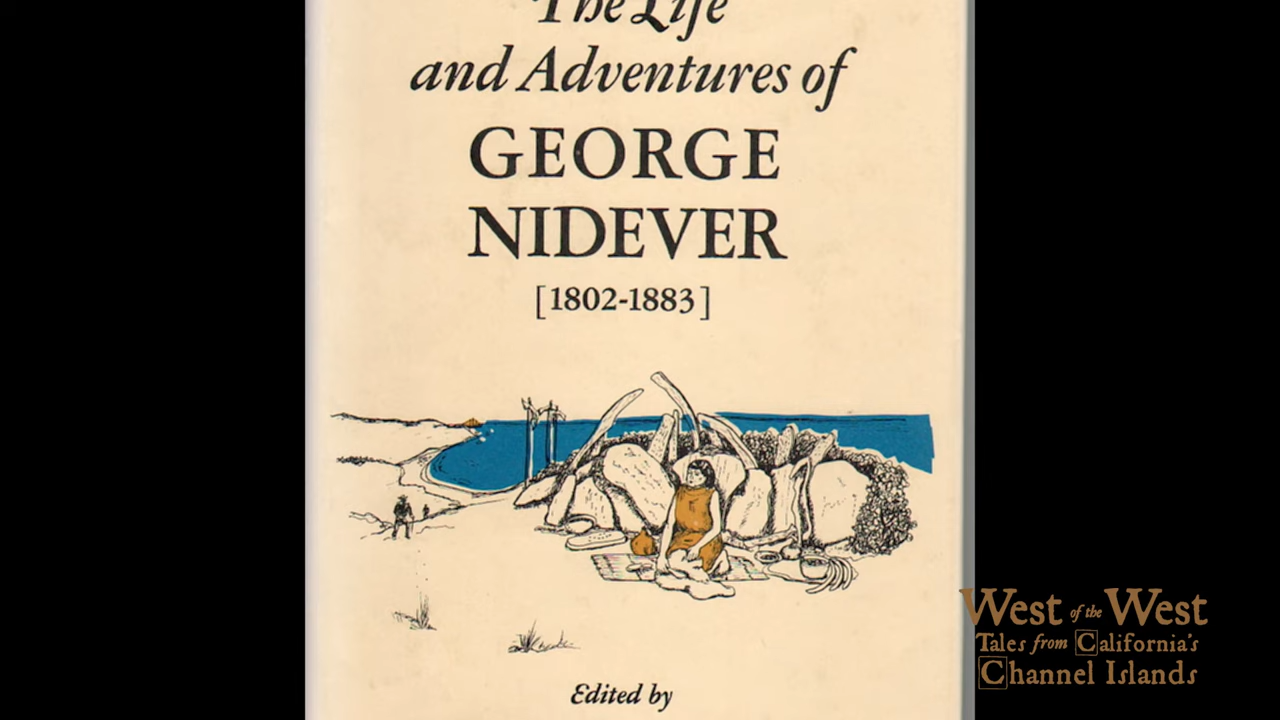 The Life
and Adventures of
GEORGE
NIDEVER
[1802-1883]
Edited by
West of the West
Tales from California's
Channel Islands